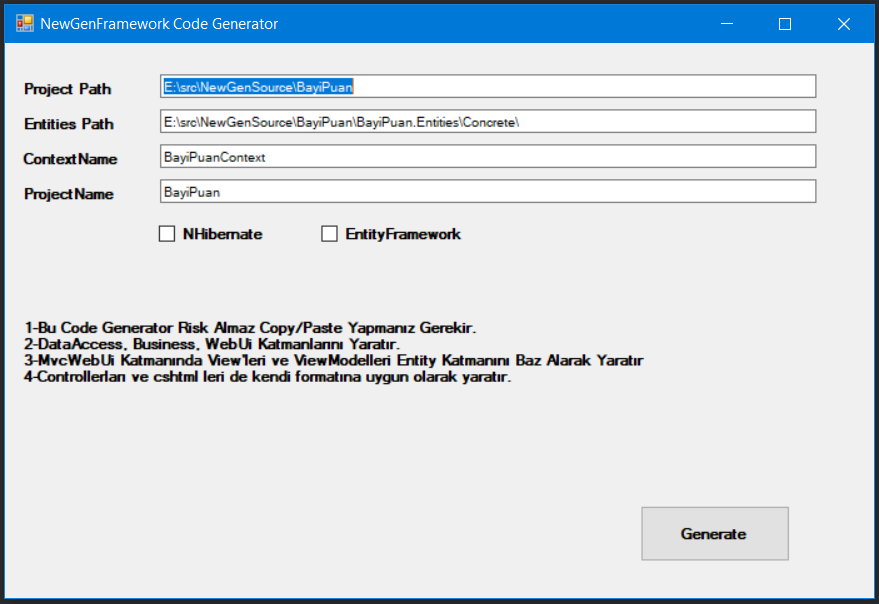 NewGenFramework Code Generator
Project Path E:\src\NewGenSource\BayiPuan
Entities Path E:\src\NewGenSource\BayiPuan\BayiPuan.Entities\Concrete\
ContextName BayiPuanContext
ProjectName BayiPuan
NHibernate EntityFramework
1-Bu Code Generator Risk Almaz Copy/Paste Yapmanız Gerekir.
2-DataAccess, Business, WebUi Katmanlarını Yaratır.
3-MvcWebUi Katmanında View'leri ve ViewModelleri Entity Katmanını Baz Alarak Yaratır
4-Controllerları ve cshtml leri de kendi formatına uygun olarak yaratır.
Generate